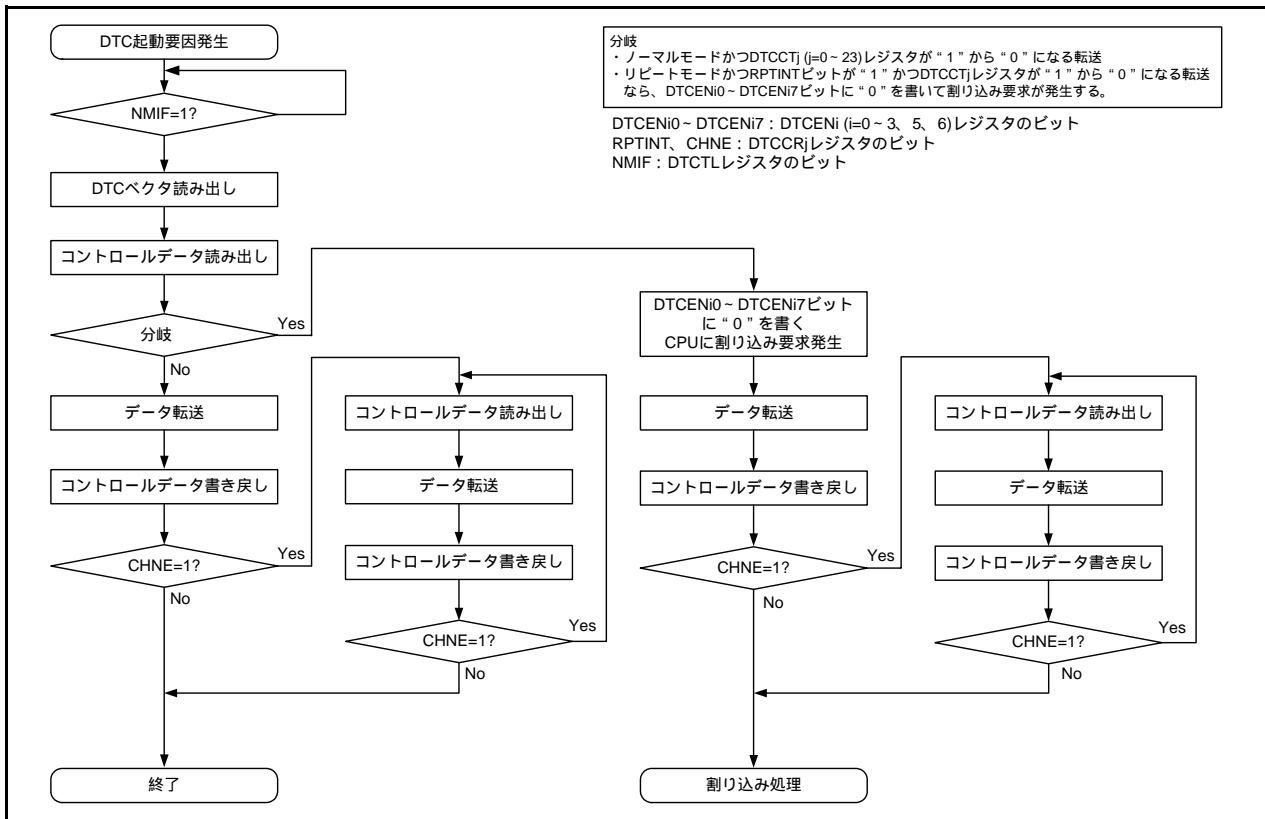 DTC起動要因発生
NMIF=1?
DTCベクタ読み出し
コントロールデータ読み出し
分岐
Yes
No
データ転送
コントロールデータ書き戻し
CHNE=1?
Yes
No
コントロールデータ読み出し
データ転送
コントロールデータ書き戻し
CHNE=1?
Yes
No
終了
分岐
・ノーマルモードかつDTCCTj (j=0~23)レジスタが“1”から“0”になる転送
・リピートモードかつRPTINTビットが“1”かつDTCCTjレジスタが“1”から“0”になる転送
なら、DTCENi0~DTCENi7ビットに“0”を書いて割り込み要求が発生する。
DTCENi0~DTCENi7:DTCENi (i=0~3、5、6)レジスタのビット
RPTINT、CHNE:DTCCRjレジスタのビット
NMIF:DTCTLレジスタのビット
DTCENi0~DTCENi7ビット
に“0”を書く
CPUに割り込み要求発生
データ転送
コントロールデータ書き戻し
CHNE=1?
Yes
No
コントロールデータ読み出し
データ転送
コントロールデータ書き戻し
CHNE=1?
Yes
No
割り込み処理